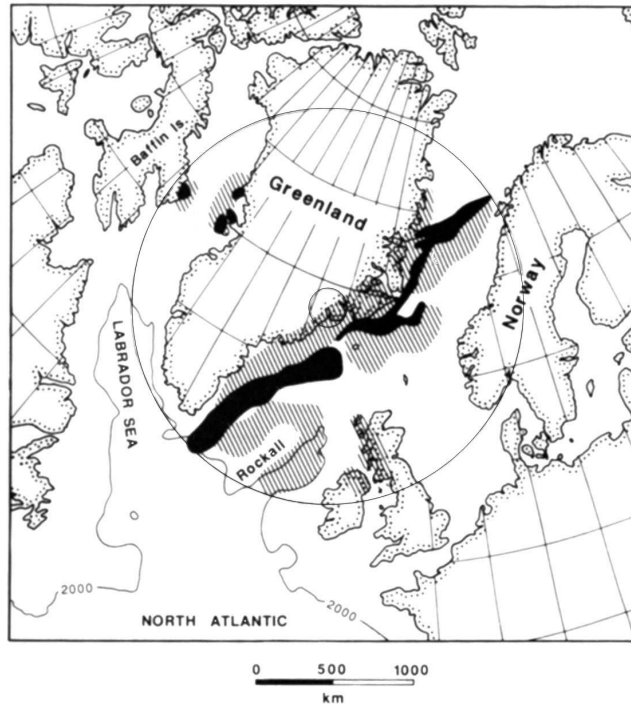 Baffin Is.
Greenland
Norway
LABRADOR SEA
Rockall
2000
2000
NORTH ATLANTIC
0 500 1000
km